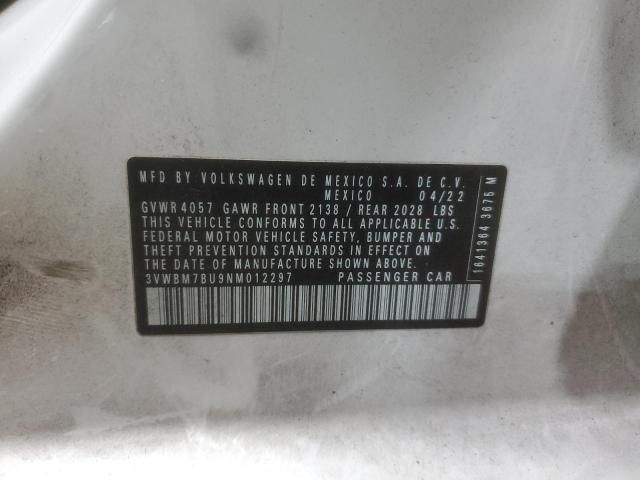 MFD BY VOLKSWAGEN DE MEXICO S.A. DE C.V.
MEXICO 04/22
GVWR 4057 GAWR FRONT 2138 / REAR 2028 LBS
THIS VEHICLE CONFORMS TO ALL APPLICABLE U.S.
FEDERAL MOTOR VEHICLE SAFETY, BUMPER AND
THEFT PREVENTION STANDARDS IN EFFECT ON
THE DATE OF MANUFACTURE SHOWN ABOVE.
3VWBM7BU9NM012297 PASSENGER CAR
1641364 3675 M